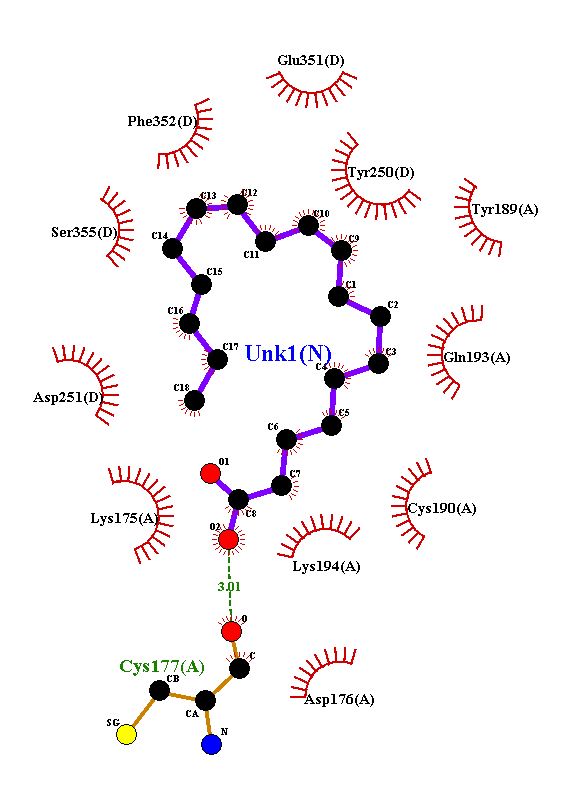 Glu351(D)
Phe352(D)
Tyr250(D)
C13
C12
Tyr189(A)
C10
Ser355(D)
C14
C11
C9
C15
C1
C2
C16
C17
Unk1(N)
C3
Gln193(A)
C4
C18
Asp251(D)
C5
C6
O1
C7
C8
Cys190(A)
Lys175(A)
O2
Lys194(A)
3.01
O
Cys177(A)
C
CB
Asp176(A)
CA
SG
N